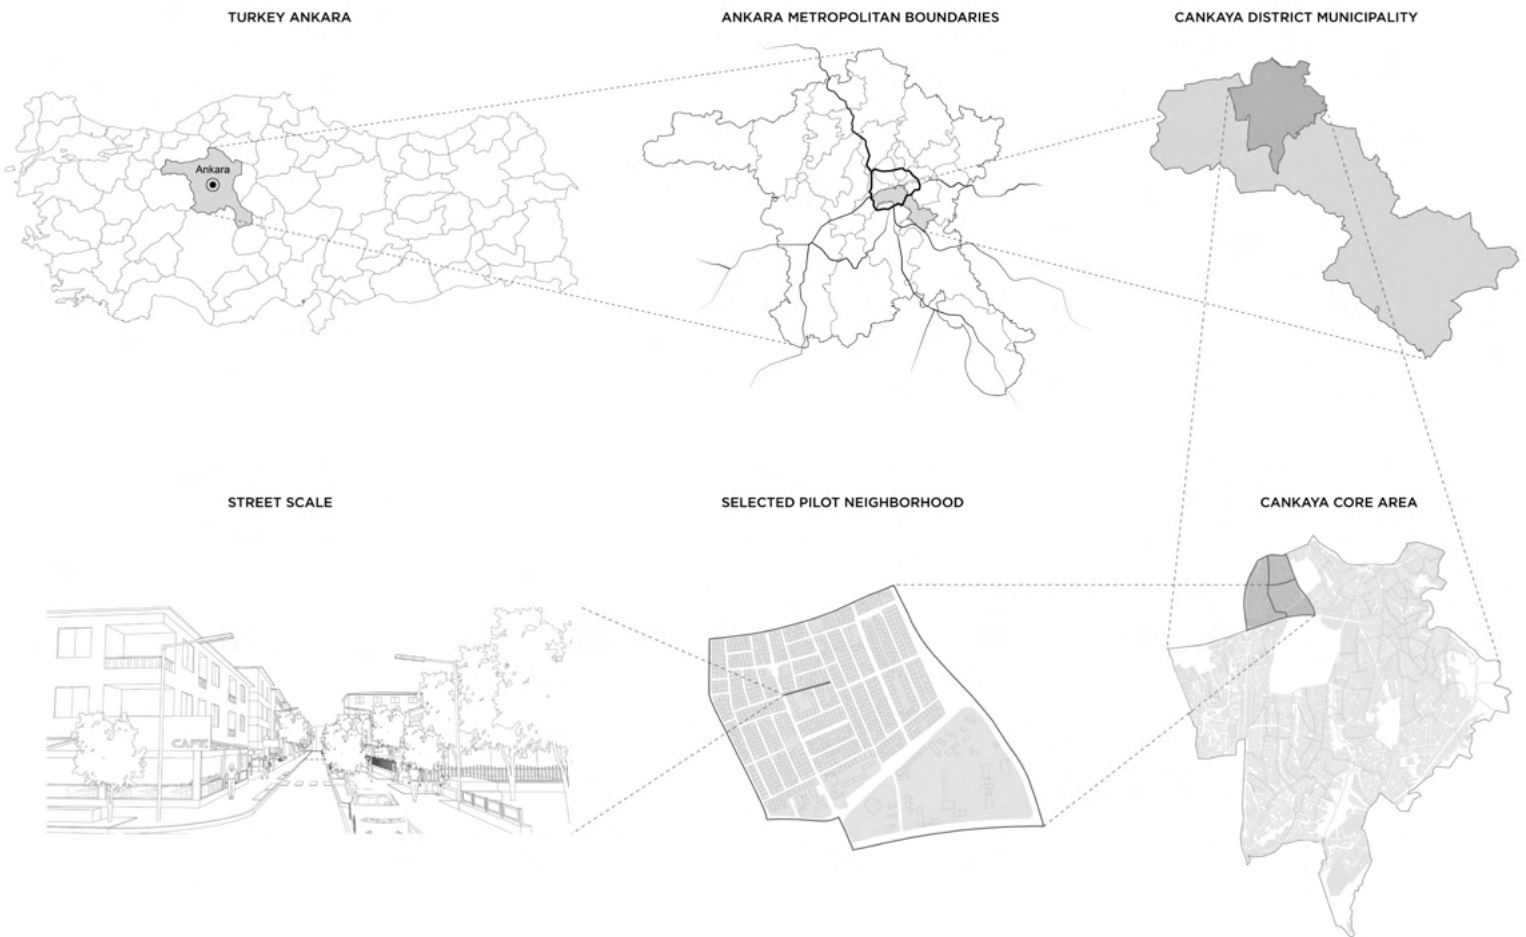 TURKEY ANKARA
ANKARA METROPOLITAN BOUNDARIES
CANKAYA DISTRICT MUNICIPALITY
Ankara
STREET SCALE
SELECTED PILOT NEIGHBORHOOD
CANKAYA CORE AREA
CAFE